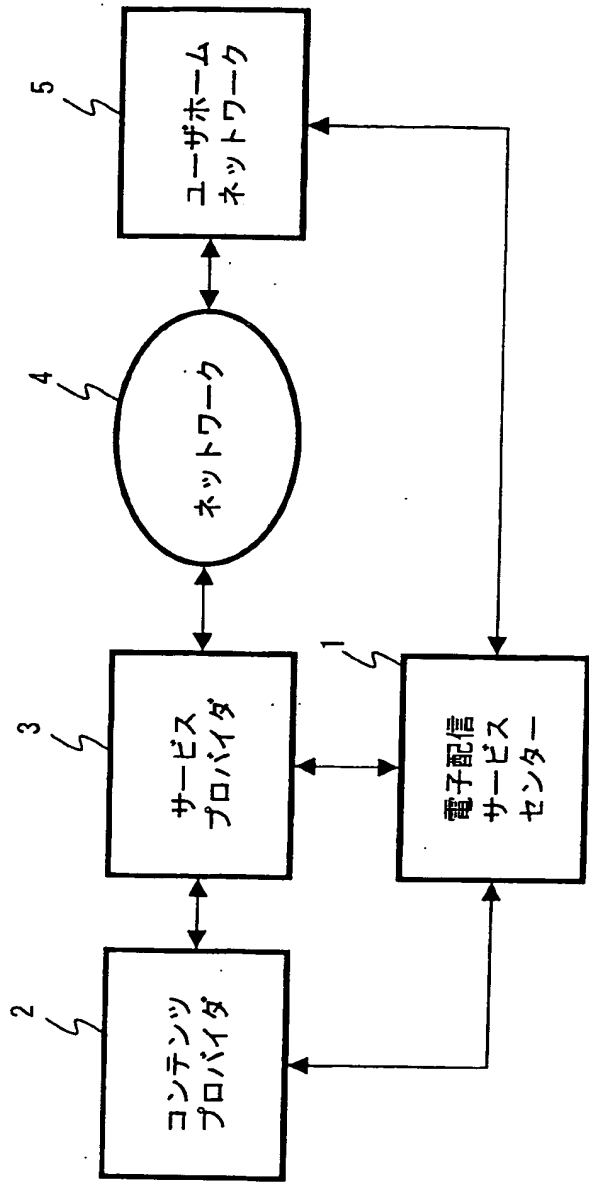 2
コンテンツ
プロバイダ
3
サービス
プロバイダ
4
ネットワーク
5
ユーザホーム
ネットワーク
1
電子配信
サービス
センター